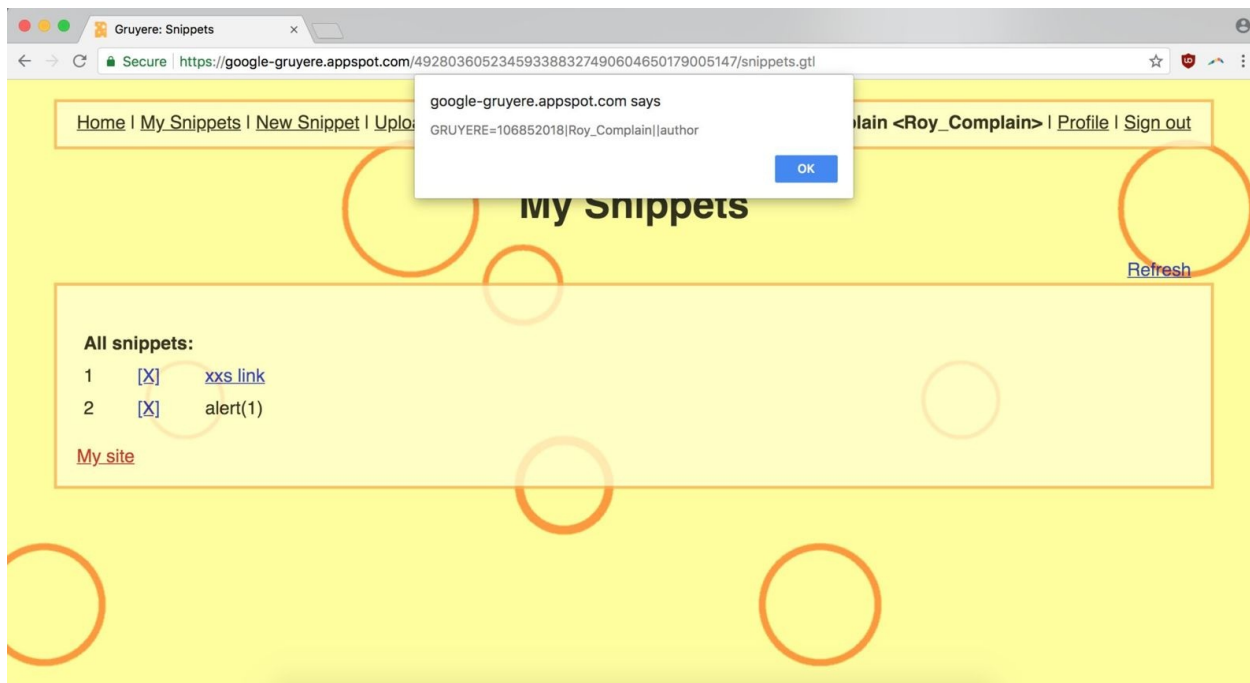 Gruyere: Snippets
Secure https://google-gruyere.appspot.com/492803605234593388327490604650179005147/snippets.gtl
google-gruyere.appspot.com says
GRUYERE=106852018|Roy_Complain||author
OK
Home | My Snippets | New Snippet | <Roy_Complain> | Profile | Sign out
My Snippets
Refresh
All snippets:
1 [X] xxs link
2 [X] alert(1)
My site